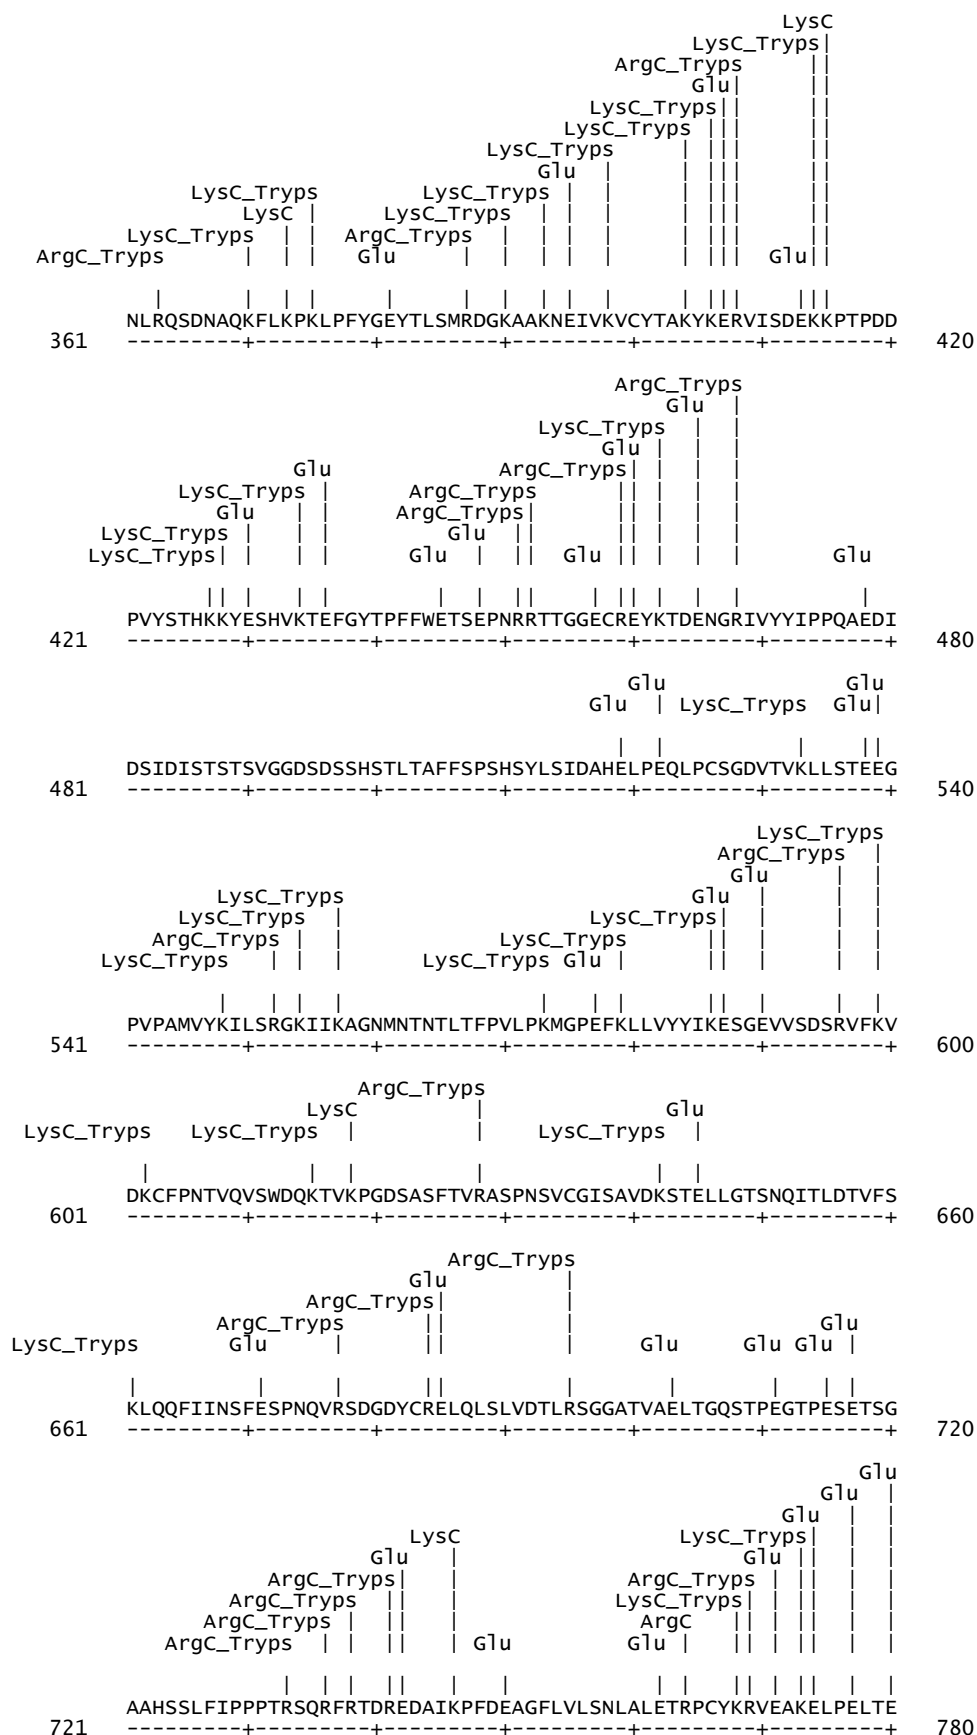 LysC
LysC_Tryps|
ArgC_Tryps ||
Glu| ||
LysC_Tryps|| ||
LysC_Tryps ||| ||
LysC_Tryps | ||| ||
Glu | | ||| ||
LysC_Tryps LysC_Tryps | | | ||| ||
LysC | LysC_Tryps | | | | ||| ||
LysC_Tryps | | ArgC_Tryps | | | | | ||| ||
ArgC_Tryps | | | Glu | | | | | | ||| Glu||
| | | | | | | | | | | ||| |||
NLRQSDNAQKFLKPKLPFYGEYTLSMRDGKAAKNEIVKVCYTAKYKERVISDEKKPTPDD
361 ---------+---------+---------+---------+---------+---------+ 420
ArgC_Tryps
Glu |
LysC_Tryps | |
Glu | | |
Glu ArgC_Tryps| | | |
LysC_Tryps | ArgC_Tryps || | | |
Glu | | ArgC_Tryps| || | | |
LysC_Tryps | | | Glu || || | | |
LysC_Tryps| | | | Glu | || Glu || | | | Glu
|| | | | | | || | || | | | |
PVYSTHKKYESHVKTEFGYTPFFWETSEPNRRTTGGECREYKTDENGRIVYYIPPQAEDI
421 ---------+---------+---------+---------+---------+---------+ 480
Glu Glu
Glu | LysC_Tryps Glu|
| | | ||
DSIDISTSTSVGGDSDSSHSTLTAFFSPSHSYLSIDAHELPEQLPCSGDVTVKLLSTEEG
481 ---------+---------+---------+---------+---------+---------+ 540
LysC_Tryps
ArgC_Tryps |
Glu | |
LysC_Tryps Glu | | |
LysC_Tryps | LysC_Tryps| | | |
ArgC_Tryps | | LysC_Tryps || | | |
LysC_Tryps | | | LysC_Tryps Glu | || | | |
| | | | | | | || | | |
PVPAMVYKILSRGKIIKAGNMNTNTLTFPVLPKMGPEFKLLVYYIKESGEVVSDSRVFKV
541 ---------+---------+---------+---------+---------+---------+ 600
ArgC_Tryps
LysC | Glu
LysC_Tryps LysC_Tryps | | LysC_Tryps |
| | | | | |
DKCFPNTVQVSWDQKTVKPGDSASFTVRASPNSVCGISAVDKSTELLGTSNQITLDTVFS
601 ---------+---------+---------+---------+---------+---------+ 660
ArgC_Tryps
Glu |
ArgC_Tryps| |
ArgC_Tryps || | Glu
LysC_Tryps Glu | || | Glu Glu Glu |
| | | || | | | | |
KLQQFIINSFESPNQVRSDGDYCRELQLSLVDTLRSGGATVAELTGQSTPEGTPESETSG
661 ---------+---------+---------+---------+---------+---------+ 720
Glu
Glu |
Glu | |
LysC LysC_Tryps| | |
Glu | Glu || | |
ArgC_Tryps| | ArgC_Tryps | || | |
ArgC_Tryps || | LysC_Tryps| | || | |
ArgC_Tryps | || | ArgC || | || | |
ArgC_Tryps | | || | Glu Glu | || | || | |
| | | || | | | | || | || | |
AAHSSLFIPPPTRSQRFRTDREDAIKPFDEAGFLVLSNLALETRPCYKRVEAKELPELTE
721 ---------+---------+---------+---------+---------+---------+ 780